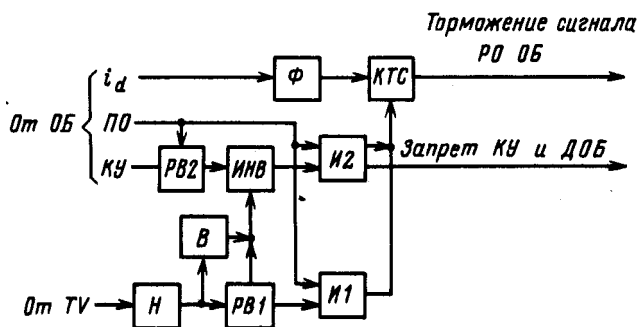 Торможение сигнала
РО ОБ
От ОБ
i d
Ф
КТС
ПО
КУ
РВ2
ИНВ
И2
Запрет КУ и ДОБ
В
От TV
Н
РВ1
И1